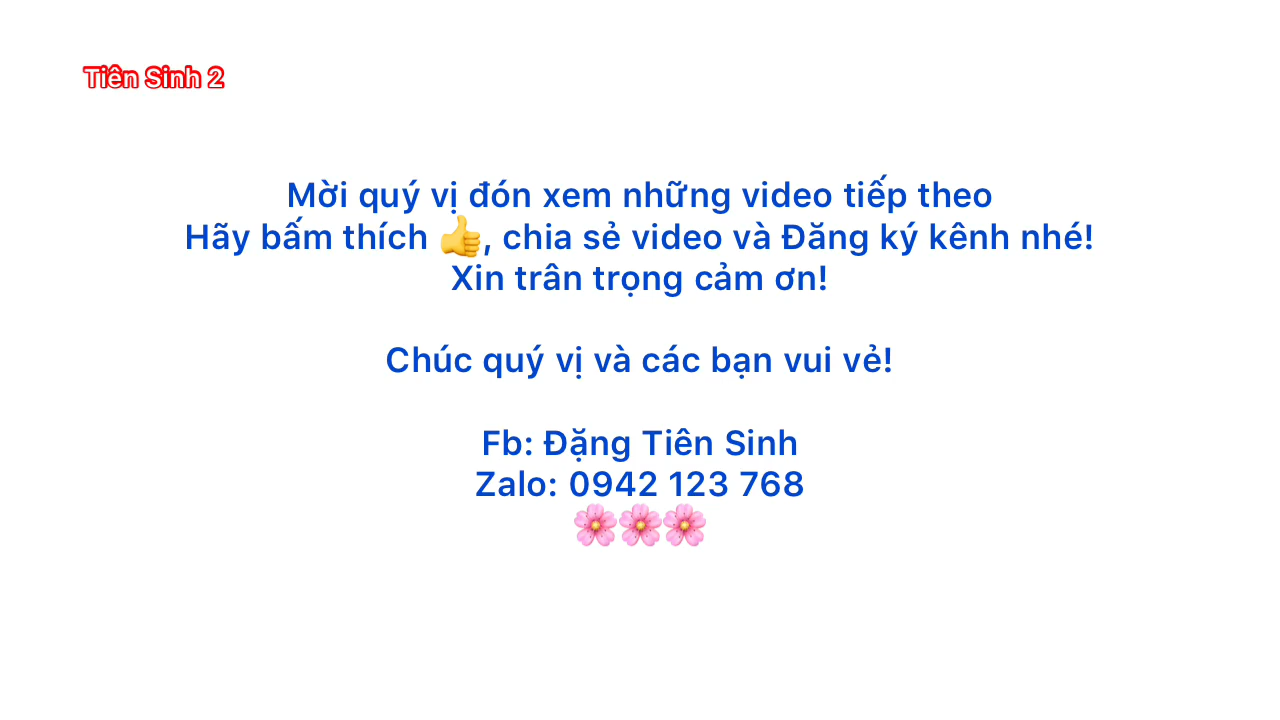 Tiên Sinh 2
Mời quý vị đón xem những video tiếp theo
Hãy bấm thích 👍, chia sẻ video và Đăng ký kênh nhé!
Xin trân trọng cảm ơn!
Chúc quý vị và các bạn vui vẻ!
Fb: Đặng Tiên Sinh
Zalo: 0942 123 768
🌸🌸🌸